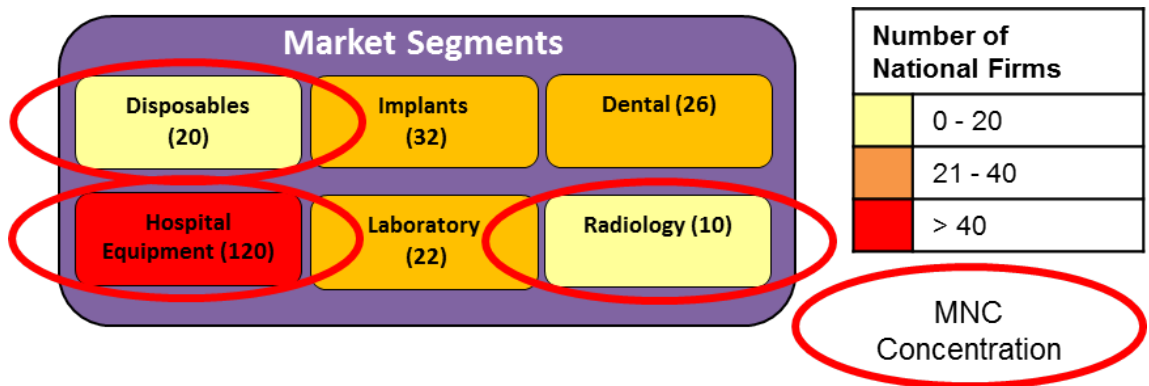 Market Segments
Disposables
(20)
Implants
(32)
Dental (26)
Hospital
Equipment (120)
Laboratory
(22)
Radiology (10)
Number of
National Firms
0 - 20
21 - 40
> 40
MNC
Concentration